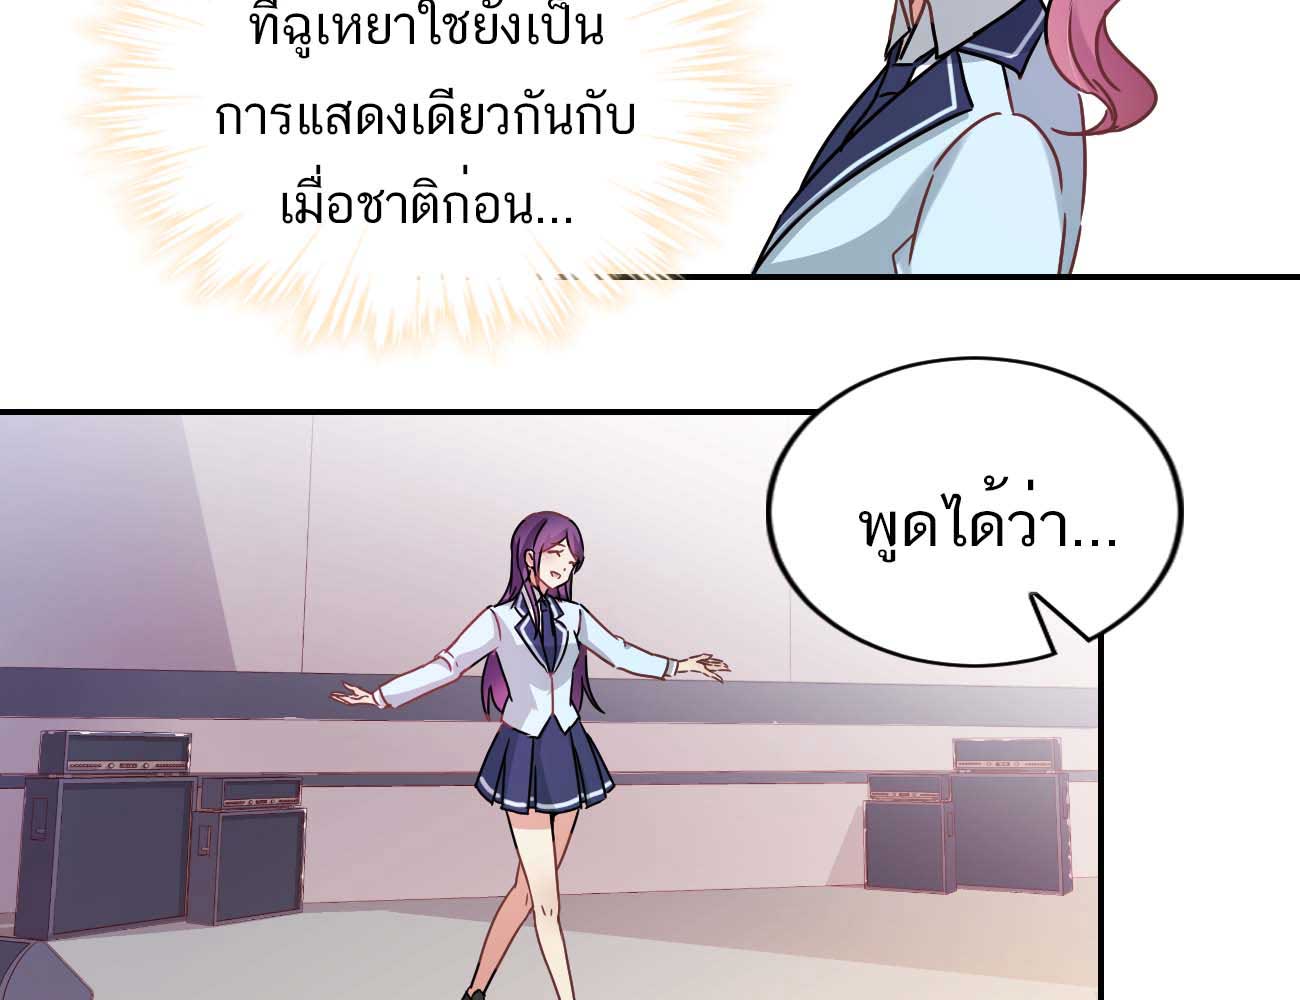 ที่ฉู่เหยาใช้ยังเป็น
การแสดงเดียวกันกับ
เมื่อชาติก่อน...
พูดได้ว่า...